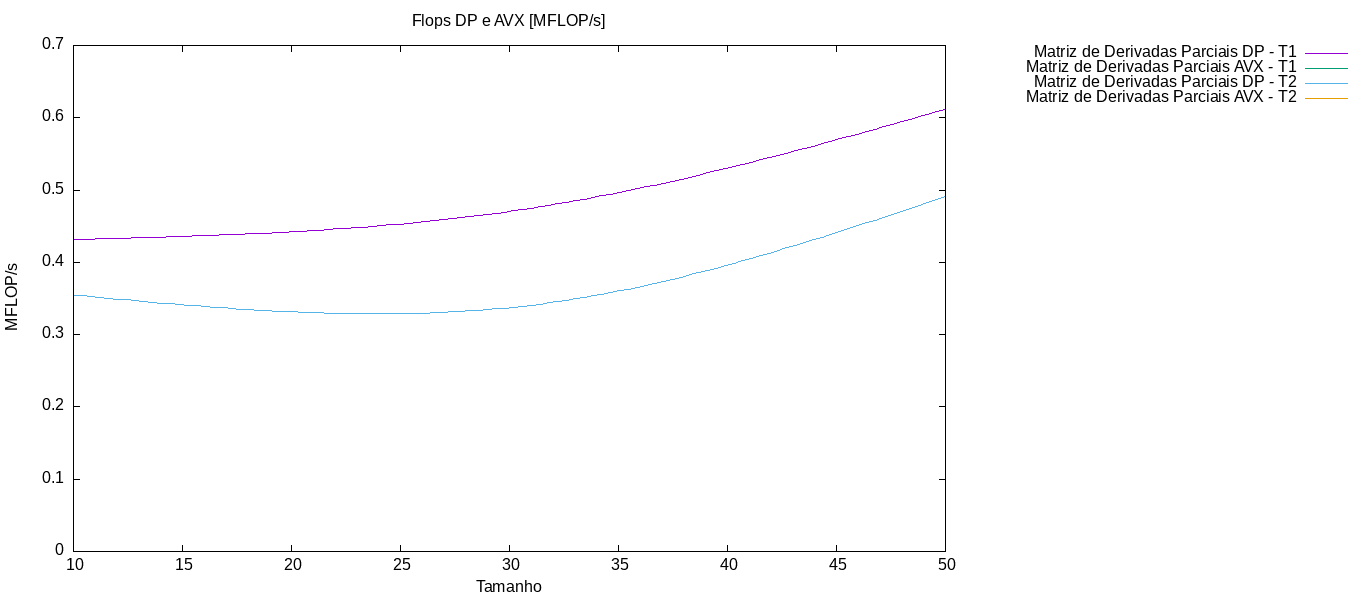 Flops DP e AVX [MFLOP/s]
0.7
0.6
0.5
0.4
0.3
0.2
0.1
0
MFLOP/s
10 15 20 25 30 35 40 45 50
Tamanho
Matriz de Derivadas Parciais DP - T1
Matriz de Derivadas Parciais AVX - T1
Matriz de Derivadas Parciais DP - T2
Matriz de Derivadas Parciais AVX - T2